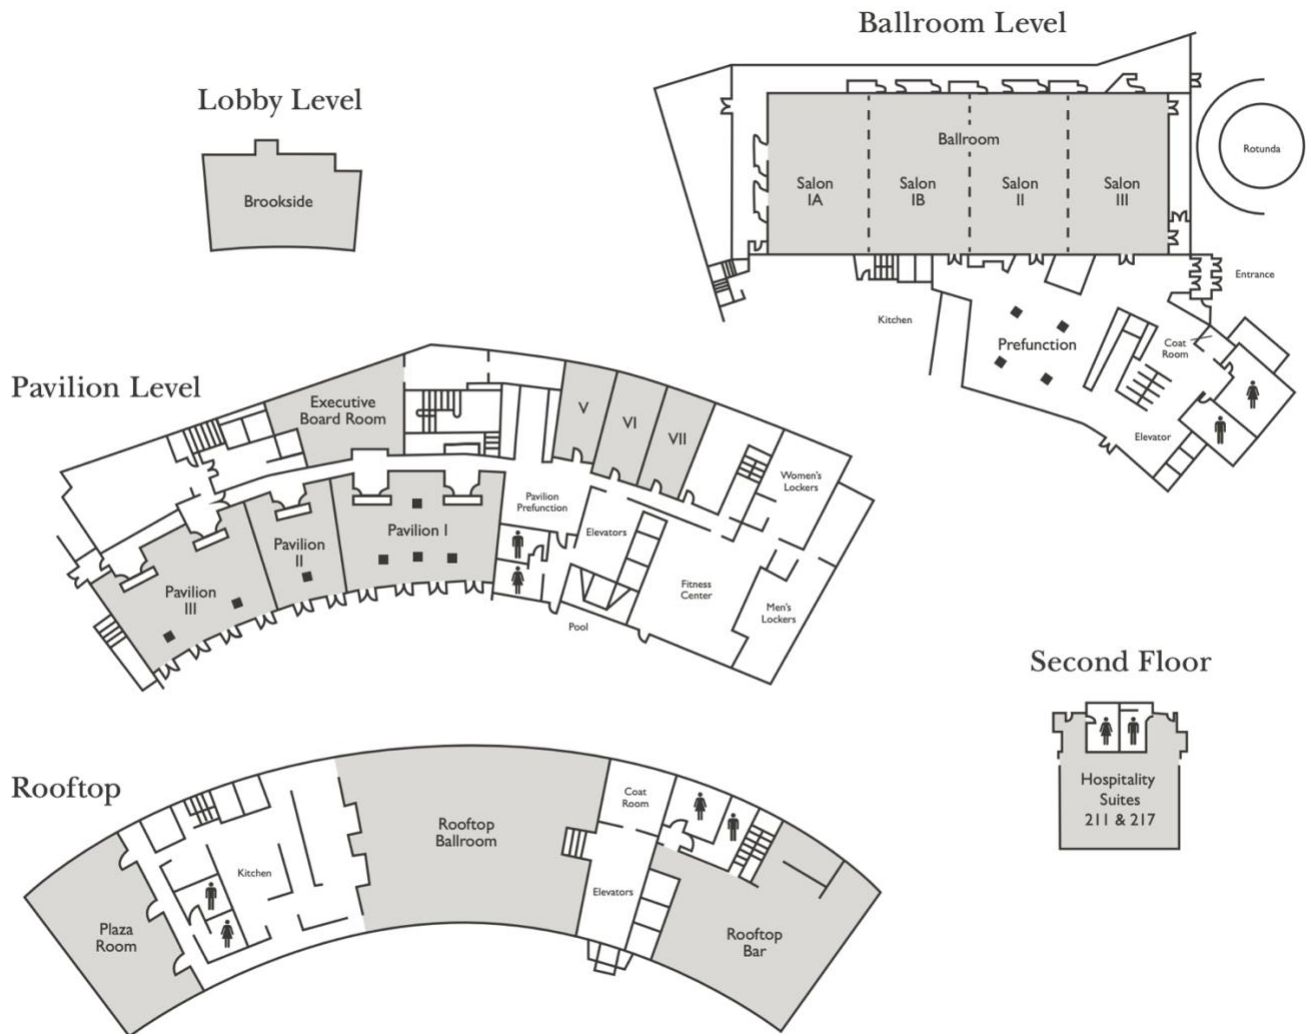 Ballroom Level
Lobby Level
Rotunda
Ballroom
Salon
IA
Salon
IB
Salon
II
Salon
III
Brookside
Entrance
Kitchen
Prefunction
Coat
Room
Elevator
Pavilion Level
Executive
Board Room
V
VI
VII
Women's
Lockers
Pavilion
Prefunction
Elevators
Pavilion I
Pavilion
II
Pavilion
III
Fitness
Center
Men's
Lockers
Pool
Second Floor
Hospitality
Suites
211 & 217
Rooftop
Coat
Room
Rooftop
Ballroom
Kitchen
Elevators
Plaza
Room
Rooftop
Bar